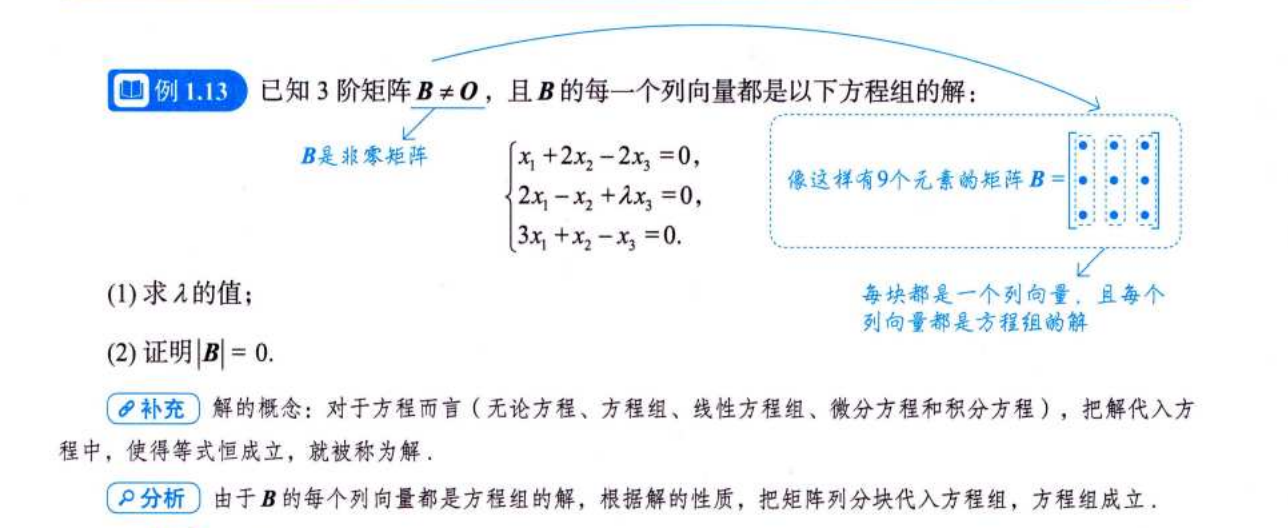 例 1.13 已知 3 阶矩阵 B ≠ O，且 B 的每一个列向量都是以下方程组的解：
B是非零矩阵
x₁ + 2x₂ − 2x₃ = 0,
2x₁ − x₂ + λx₃ = 0,
3x₁ + x₂ − x₃ = 0.
像这样有9个元素的矩阵 B =
每块都是一个列向量，且每个
列向量都是方程组的解
(1) 求 λ 的值；
(2) 证明|B| = 0.
补充 解的概念：对于方程而言（无论方程、方程组、线性方程组、微分方程和积分方程），把解代入方
程中，使得等式恒成立，就被称为解．
分析 由于 B 的每个列向量都是方程组的解，根据解的性质，把矩阵列分块代入方程组，方程组成立．